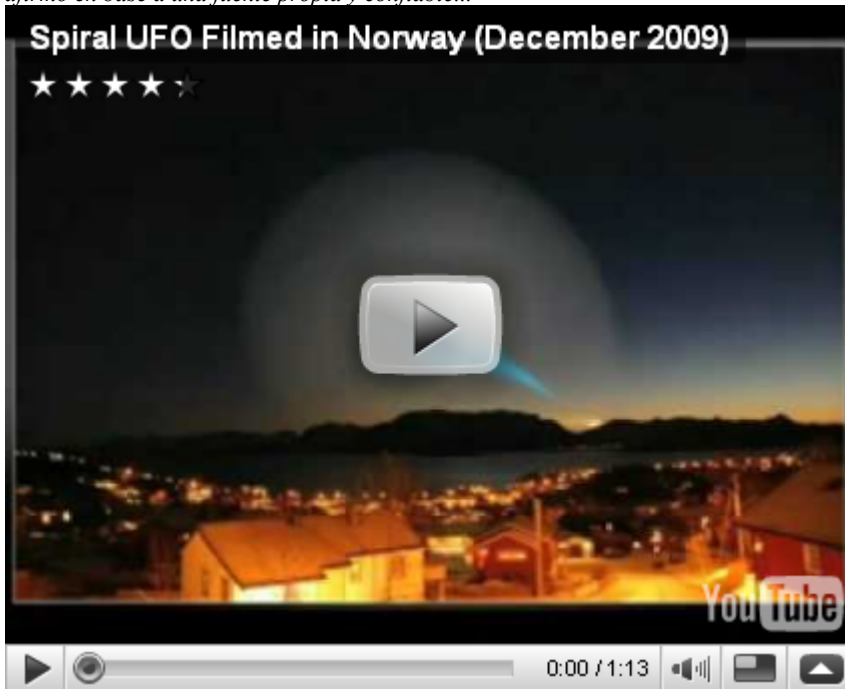 afirmo en base a una fuente propia y confiable...
Spiral UFO Filmed in Norway (December 2009)
YouTube
0:00 / 1:13